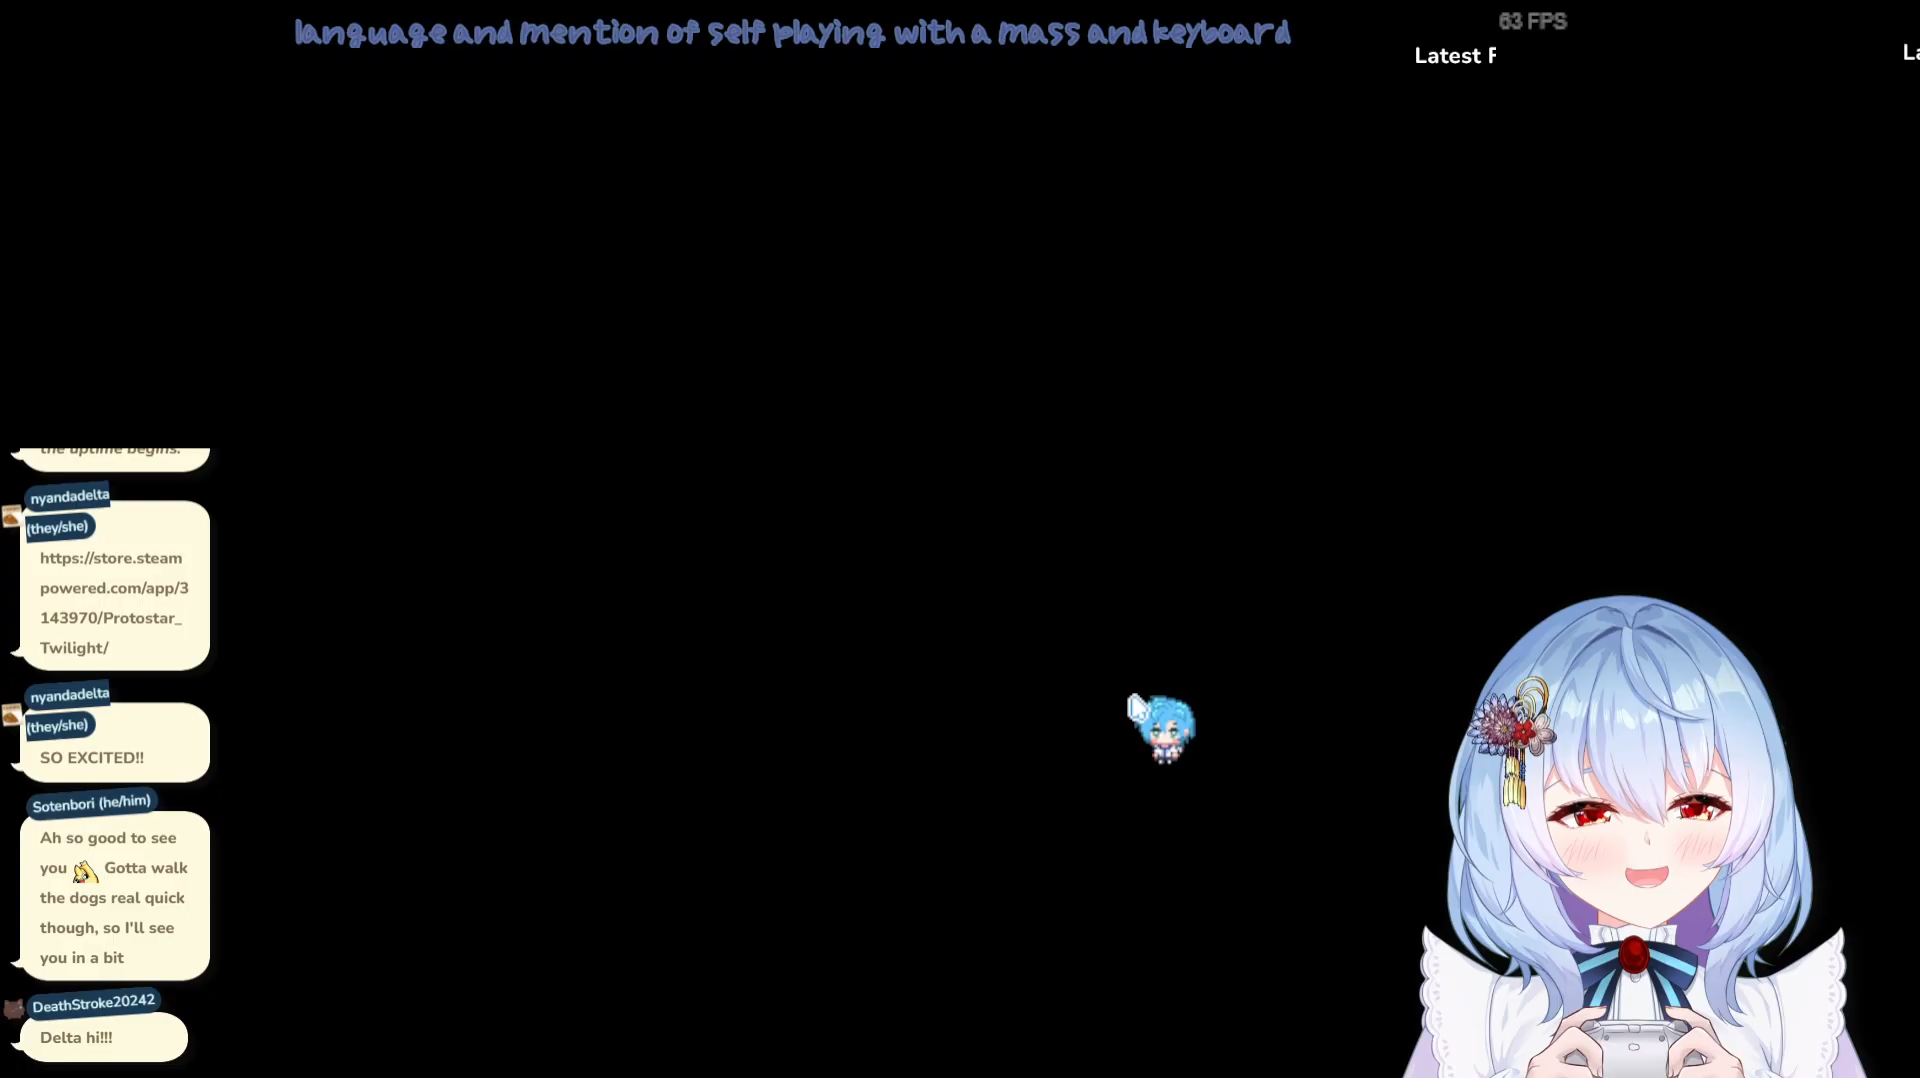 language and mention of self playing with a mass and keyboard
63 FPS
Latest F
La
the uptime begins.
nyandadelta
(they/she)
https://store.steam
powered.com/app/3
143970/Protostar_
Twilight/
nyandadelta
(they/she)
SO EXCITED!!
Sotenbori (he/him)
Ah so good to see
you Gotta walk
the dogs real quick
though, so I'll see
you in a bit
DeathStroke20242
Delta hi!!!